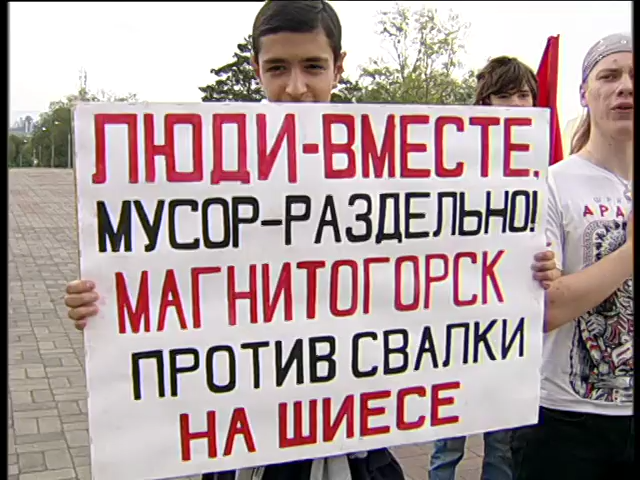 ЛЮДИ-ВМЕСТЕ,
МУСОР-РАЗДЕЛЬНО!
МАГНИТОГОРСК
ПРОТИВ СВАЛКИ
НА ШИЕСЕ